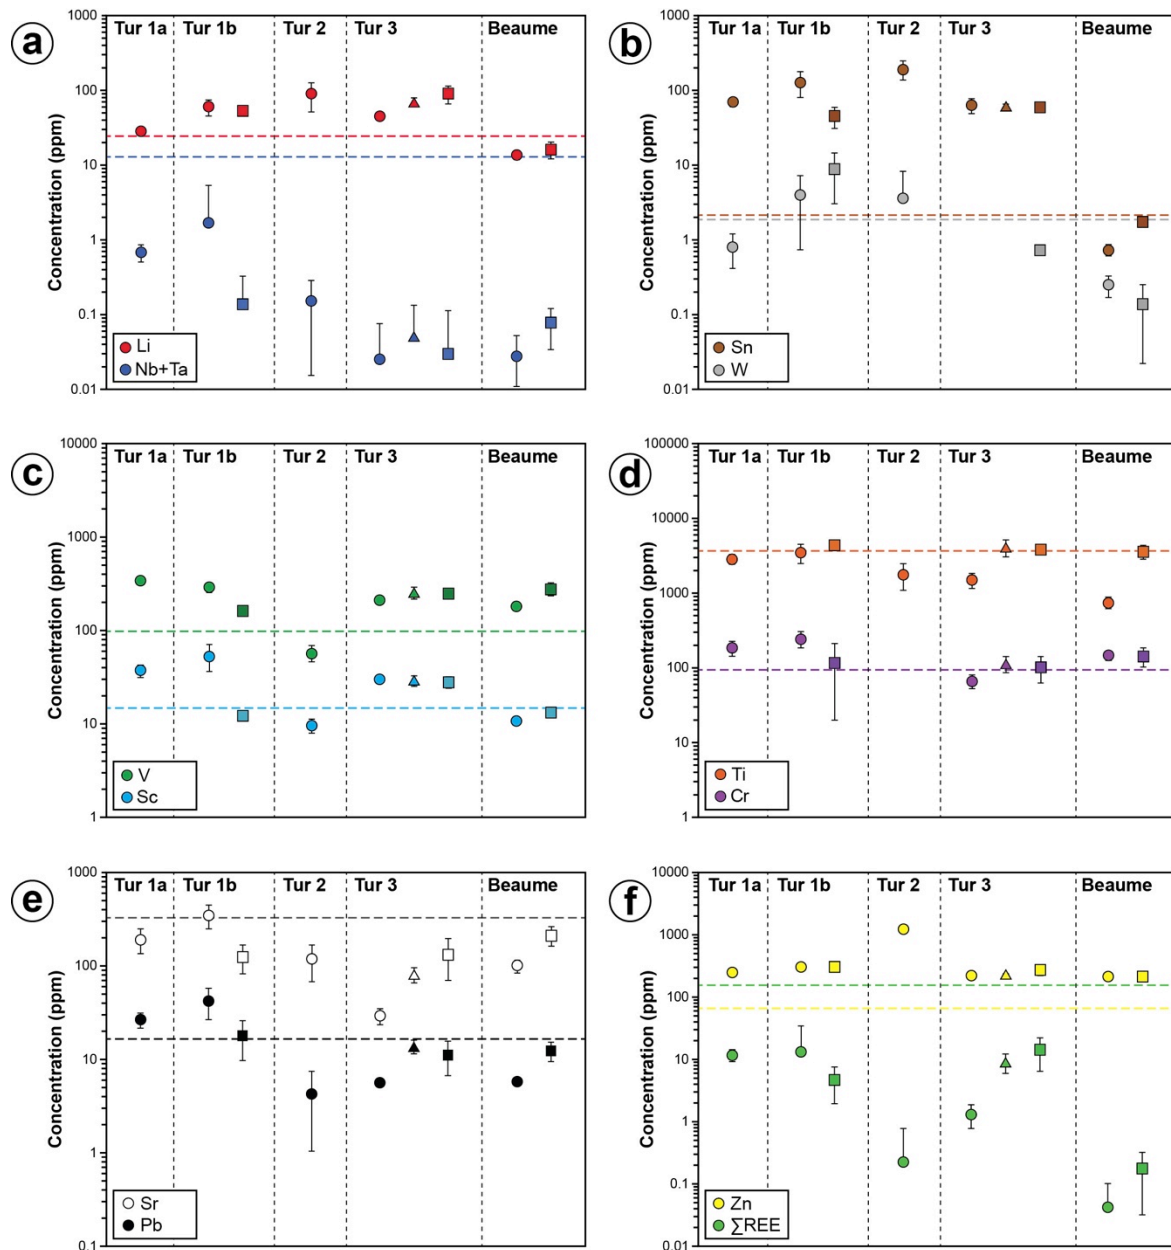 a
Tur 1a Tur 1b Tur 2 Tur 3 Beaume
Concentration (ppm)
1000
100
10
1
0.1
0.01
Li
Nb+Ta
b
Tur 1a Tur 1b Tur 2 Tur 3 Beaume
Concentration (ppm)
1000
100
10
1
0.1
0.01
Sn
W
c
Tur 1a Tur 1b Tur 2 Tur 3 Beaume
Concentration (ppm)
10000
1000
100
10
1
V
Sc
d
Tur 1a Tur 1b Tur 2 Tur 3 Beaume
Concentration (ppm)
100000
10000
1000
100
10
1
Ti
Cr
e
Tur 1a Tur 1b Tur 2 Tur 3 Beaume
Concentration (ppm)
1000
100
10
1
0.1
Sr
Pb
f
Tur 1a Tur 1b Tur 2 Tur 3 Beaume
Concentration (ppm)
10000
1000
100
10
1
0.1
0.01
Zn
∑REE